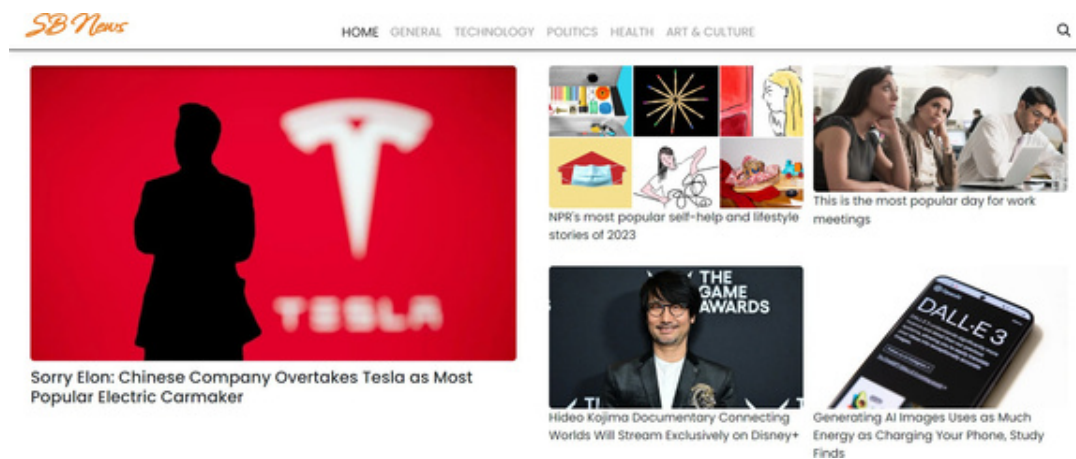 SB News
HOME GENERAL TECHNOLOGY POLITICS HEALTH ART & CULTURE
TESLA
Sorry Elon: Chinese Company Overtakes Tesla as Most
Popular Electric Carmaker
NPR's most popular self-help and lifestyle
stories of 2023
This is the most popular day for work
meetings
THE
GAME
AWARDS
Hideo Kojima Documentary Connecting
Worlds Will Stream Exclusively on Disney+
DALL·E 3
Generating AI Images Uses as Much
Energy as Charging Your Phone, Study
Finds